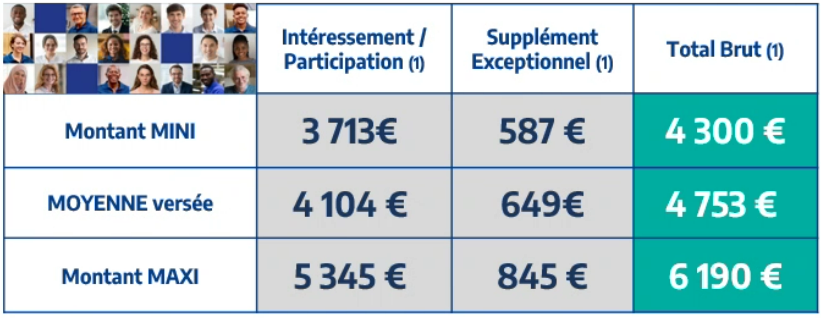 Intéressement /
Participation (1)
Supplément
Exceptionnel (1)
Total Brut (1)
Montant MINI
3 713€
587 €
4 300 €
MOYENNE versée
4 104 €
649€
4 753 €
Montant MAXI
5 345 €
845 €
6 190 €